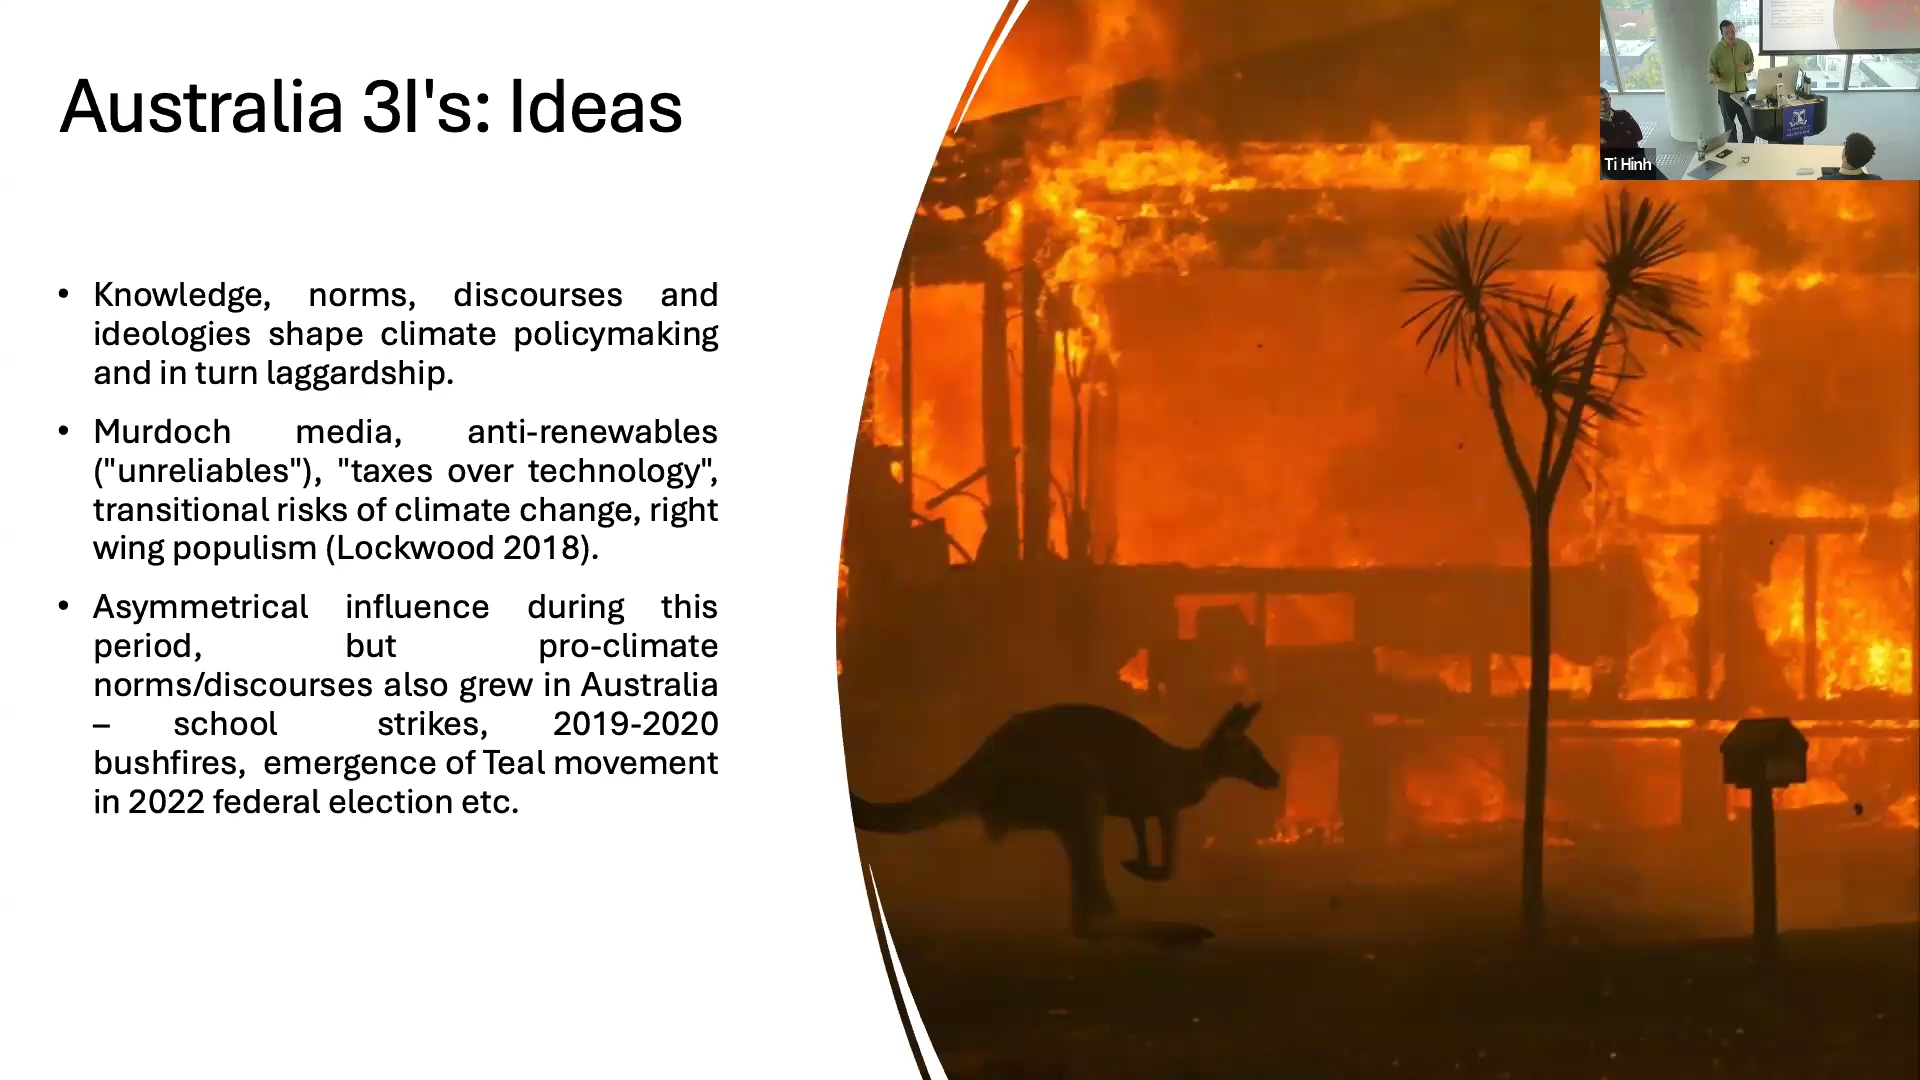 Australia 3I's: Ideas
• Knowledge, norms, discourses and
ideologies shape climate policymaking
and in turn laggardship.
• Murdoch media, anti-renewables
("unreliables"), "taxes over technology",
transitional risks of climate change, right
wing populism (Lockwood 2018).
• Asymmetrical influence during this
period, but pro-climate
norms/discourses also grew in Australia
– school strikes, 2019-2020
bushfires, emergence of Teal movement
in 2022 federal election etc.
Ti Hinh